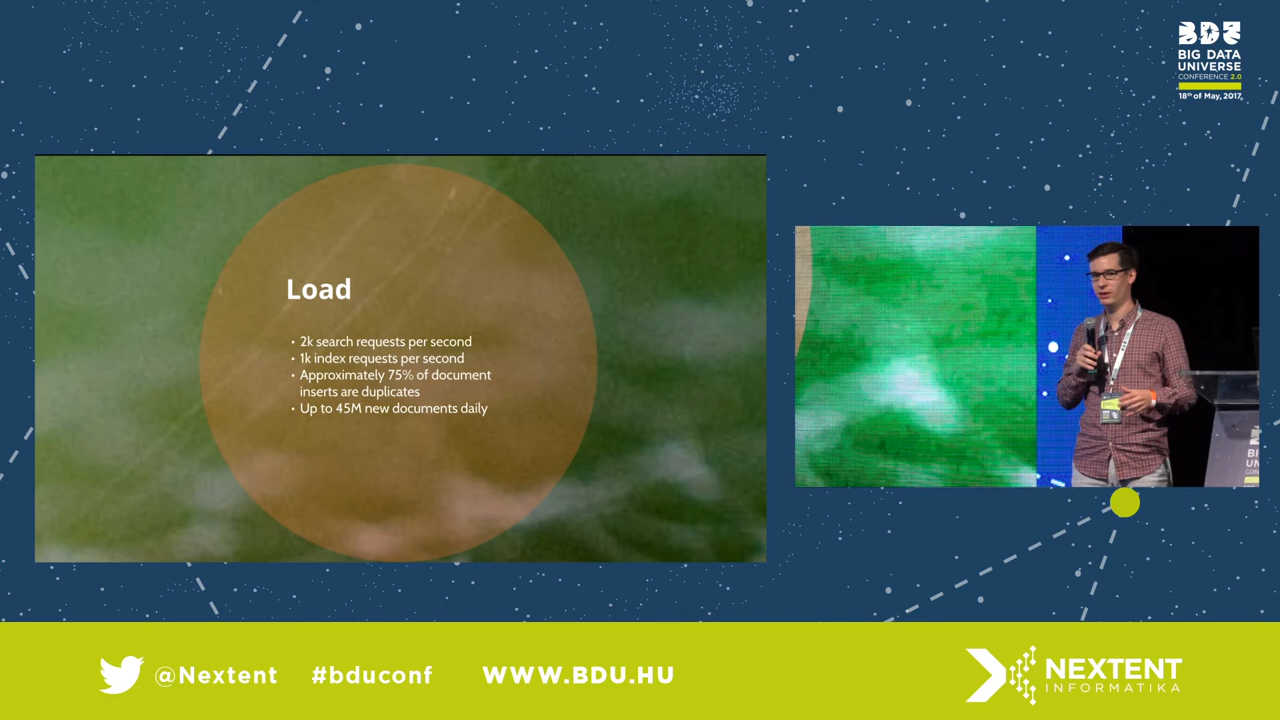 BDU
BIG DATA
UNIVERSE
CONFERENCE 2.0
18th of May, 2017.
Load
• 2k search requests per second
• 1k index requests per second
• Approximately 75% of document
inserts are duplicates
• Up to 45M new documents daily
@Nextent #bduconf WWW.BDU.HU
NEXTENT
INFORMATIKA